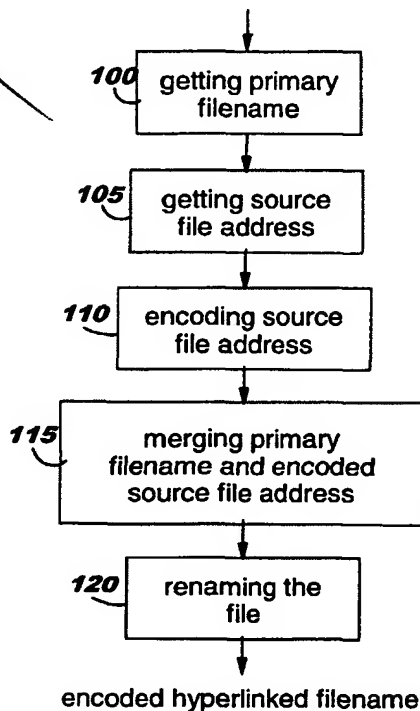 100
getting primary
filename
105
getting source
file address
110
encoding source
file address
115
merging primary
filename and encoded
source file address
120
renaming the
file
encoded hyperlinked filename